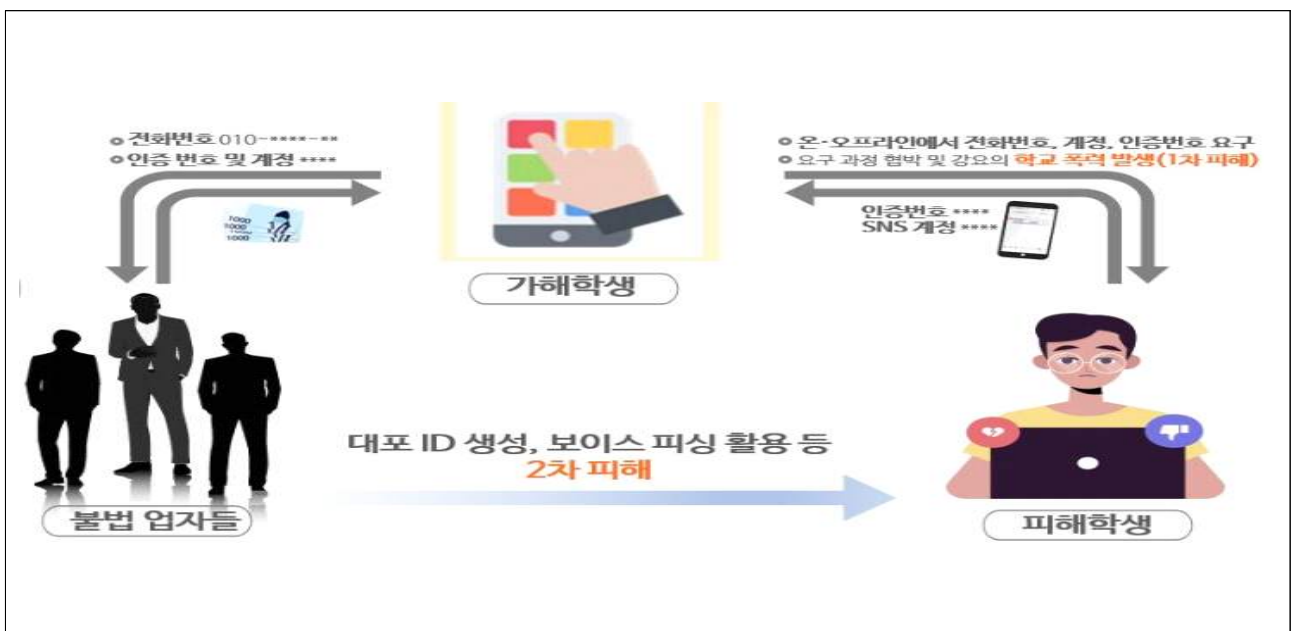 ● 전화번호 010-****-**
● 인증 번호 및 계정 ****
● 온·오프라인에서 전화번호, 계정, 인증번호 요구
● 요구 과정 협박 및 강요의 학교 폭력 발생(1차 피해)
인증번호 ****
SNS 계정 ****
1000
1000
1000
가해학생
대포 ID 생성, 보이스 피싱 활용 등
2차 피해
불법 업자들
피해학생